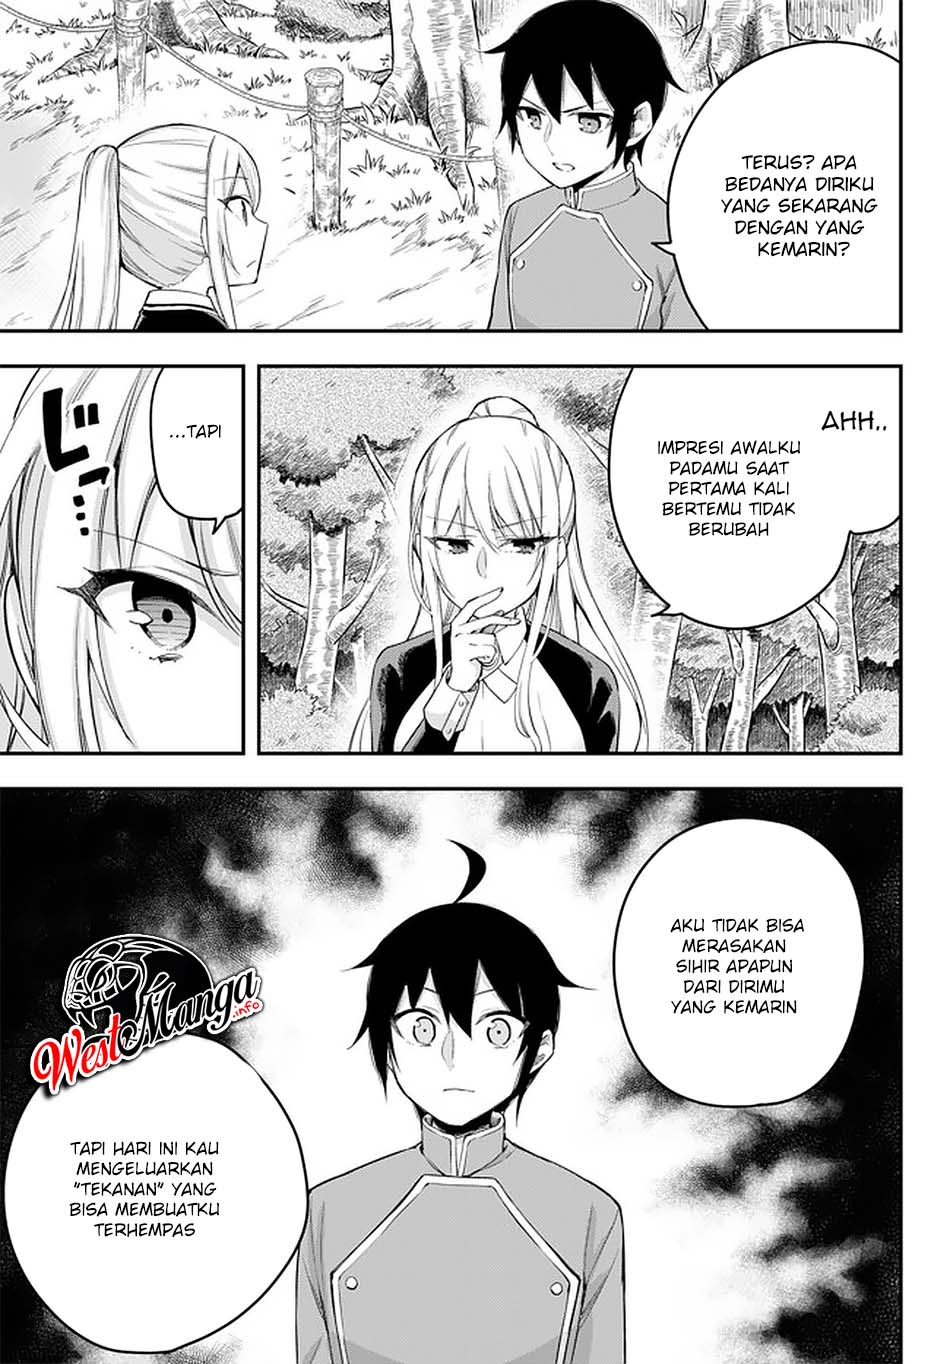 TERUS? APA
BEDANYA DIRIKU
YANG SEKARANG
DENGAN YANG
KEMARIN?
AHH..
IMPRESI AWALKU
PADAMU SAAT
PERTAMA KALI
BERTEMU TIDAK
BERUBAH
...TAPI
AKU TIDAK BISA
MERASAKAN
SIHIR APAPUN
DARI DIRIMU
YANG KEMARIN
WestManga
.info
TAPI HARI INI KAU
MENGELUARKAN
"TEKANAN" YANG
BISA MEMBUATKU
TERHEMPAS